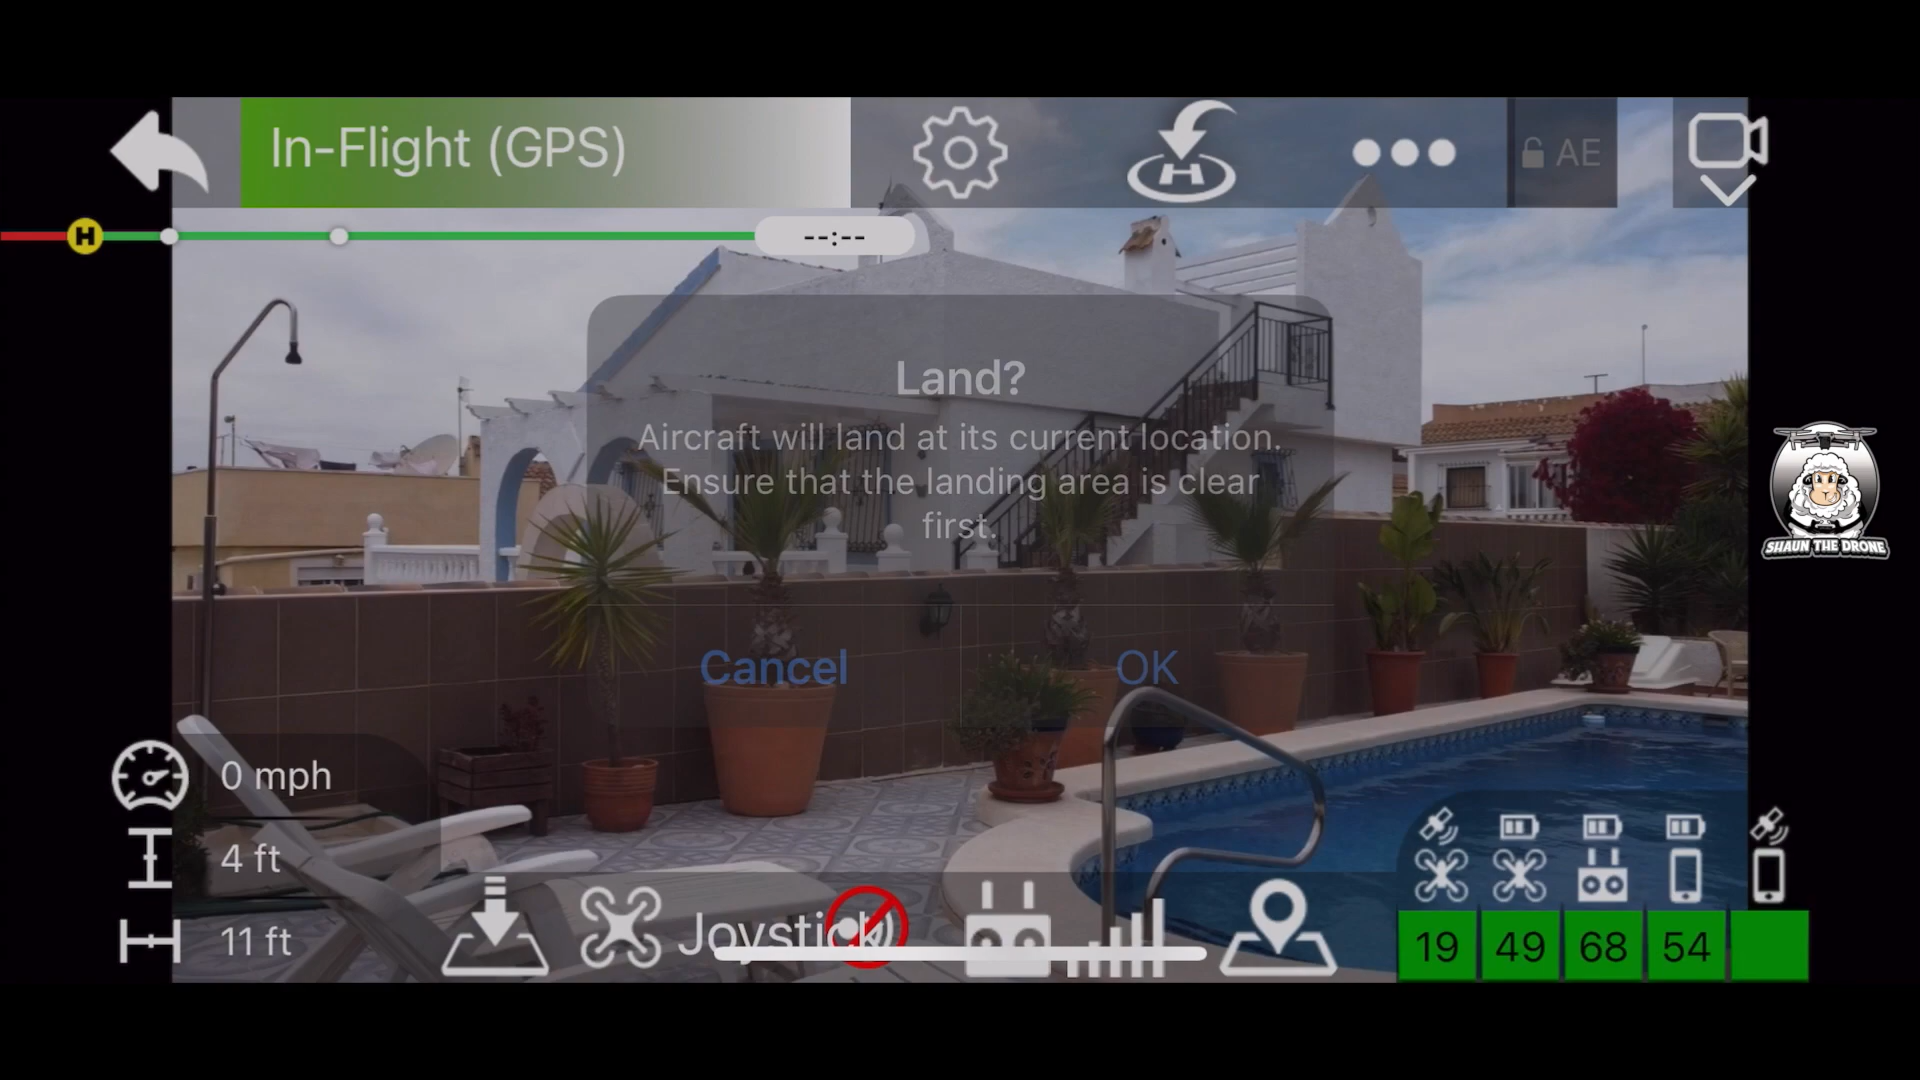 In-Flight (GPS)
AE
H
--:--
Land?
Aircraft will land at its current location.
Ensure that the landing area is clear
first.
Cancel
OK
SHAUN THE DRONE
0 mph
4 ft
11 ft
Joystick
19 49 68 54